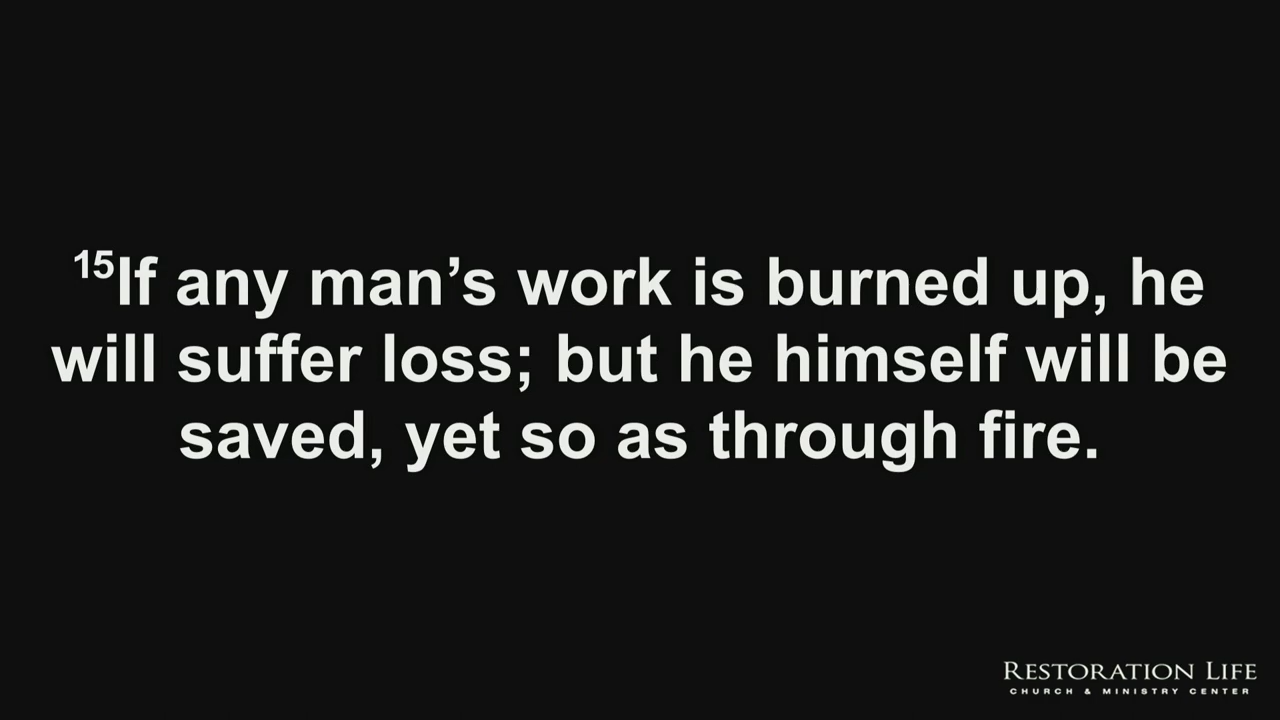 ¹⁵If any man’s work is burned up, he
will suffer loss; but he himself will be
saved, yet so as through fire.
RESTORATION LIFE
CHURCH & MINISTRY CENTER